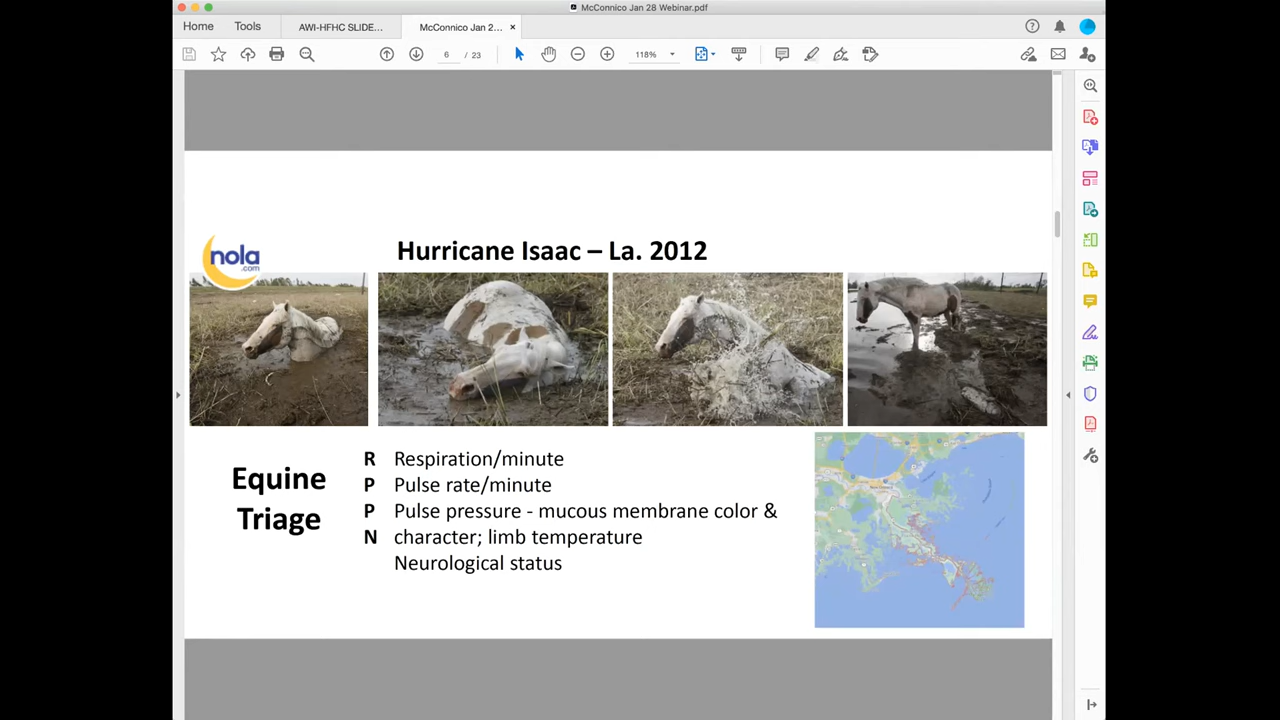 McConnico Jan 28 Webinar.pdf
Home
Tools
AWI-HFHC SLIDE...
McConnico Jan 2...
6 / 23
118%
nola
.com
Hurricane Isaac – La. 2012
Equine
Triage
R Respiration/minute
P Pulse rate/minute
P Pulse pressure - mucous membrane color &
N character; limb temperature
Neurological status